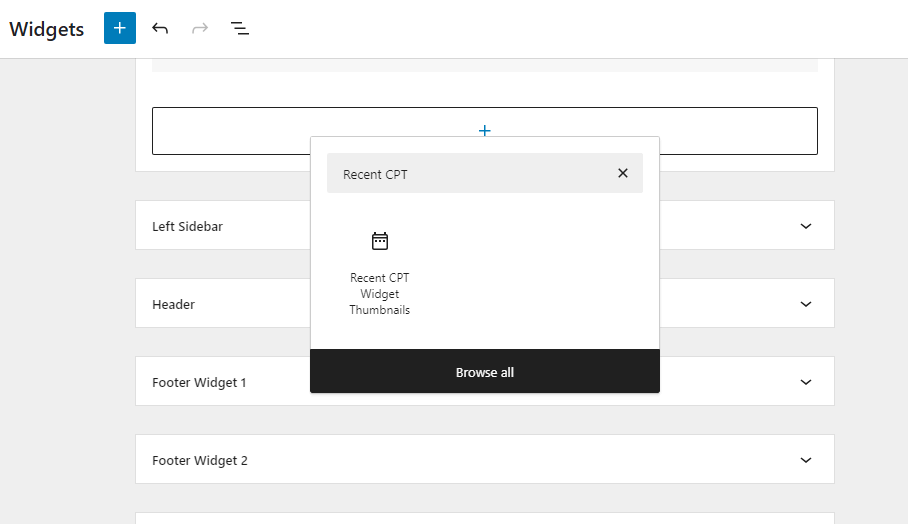 Widgets
Recent CPT
Left Sidebar
Recent CPT
Widget
Thumbnails
Header
Browse all
Footer Widget 1
Footer Widget 2